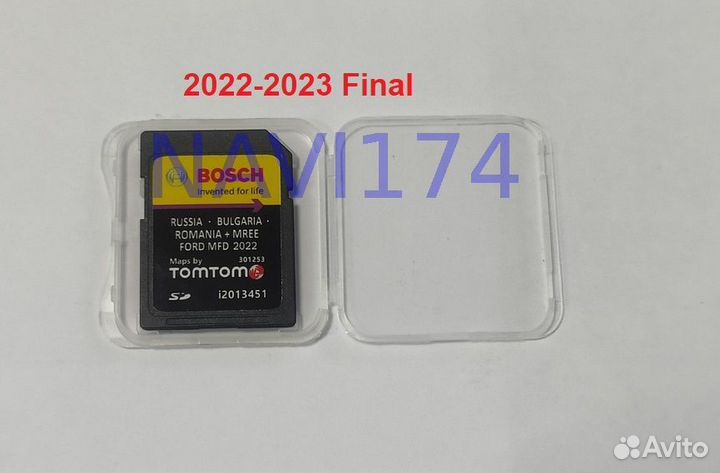 2022-2023 Final
NAVI174
BOSCH
Invented for life
RUSSIA · BULGARIA ·
ROMANIA + MREE
FORD MFD 2022
Maps by 301253
TOMTOM
SD i2013451
Avito